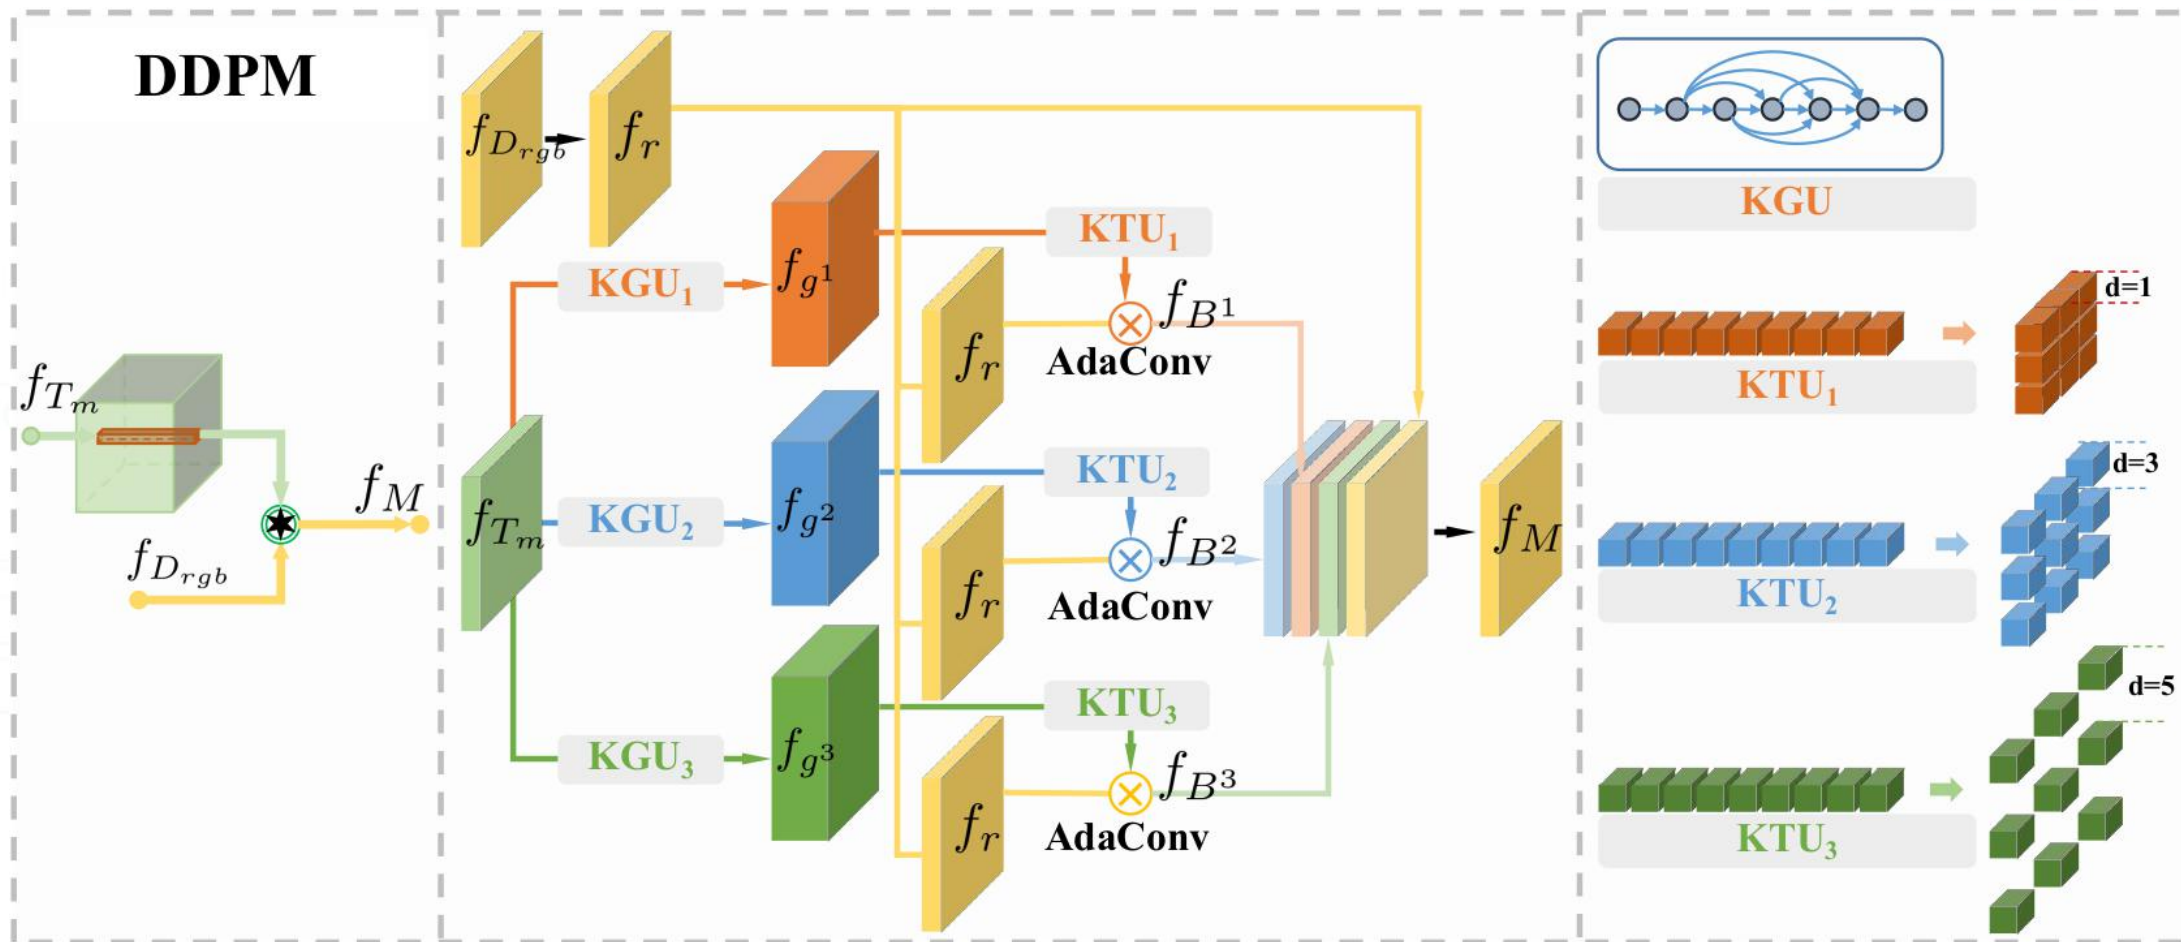 DDPM
f_{T_m}
f_M
f_{D_{rgb}}
f_{D_{rgb}}
f_r
KGU_1
f_{g^1}
KTU_1
f_r
f_{B^1}
AdaConv
f_{T_m}
KGU_2
f_{g^2}
KTU_2
f_r
f_{B^2}
AdaConv
f_M
KGU_3
f_{g^3}
KTU_3
f_r
f_{B^3}
AdaConv
KGU
d=1
KTU_1
d=3
KTU_2
d=5
KTU_3